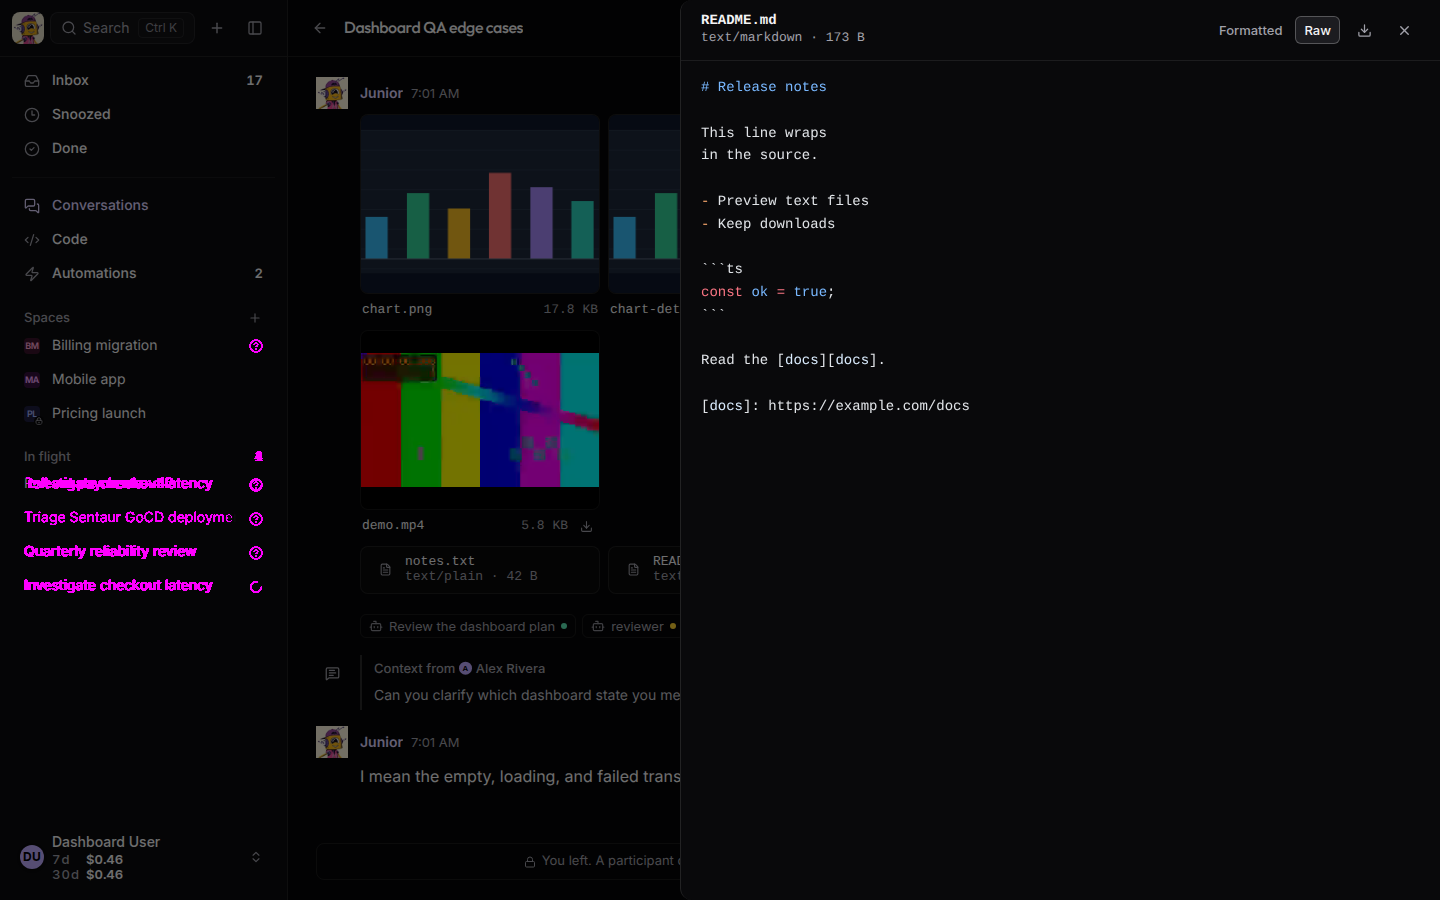 Search Ctrl K
Inbox 17
Snoozed
Done
Conversations
Code
Automations 2
Spaces
BM Billing migration
MA Mobile app
PL Pricing launch
In flight
latency
Triage Sentaur GoCD deployme
Quarterly reliability review
Investigate checkout latency
DU Dashboard User
7d $0.46
30d $0.46
Dashboard QA edge cases
Junior 7:01 AM
chart.png 17.8 KB
chart-det
demo.mp4 5.8 KB
notes.txt
text/plain · 42 B
READ
text
Review the dashboard plan
reviewer
Context from A Alex Rivera
Can you clarify which dashboard state you me
Junior 7:01 AM
I mean the empty, loading, and failed trans
You left. A participant
README.md
text/markdown · 173 B
Formatted Raw
# Release notes
This line wraps
in the source.
- Preview text files
- Keep downloads
```ts
const ok = true;
```
Read the [docs][docs].
[docs]: https://example.com/docs